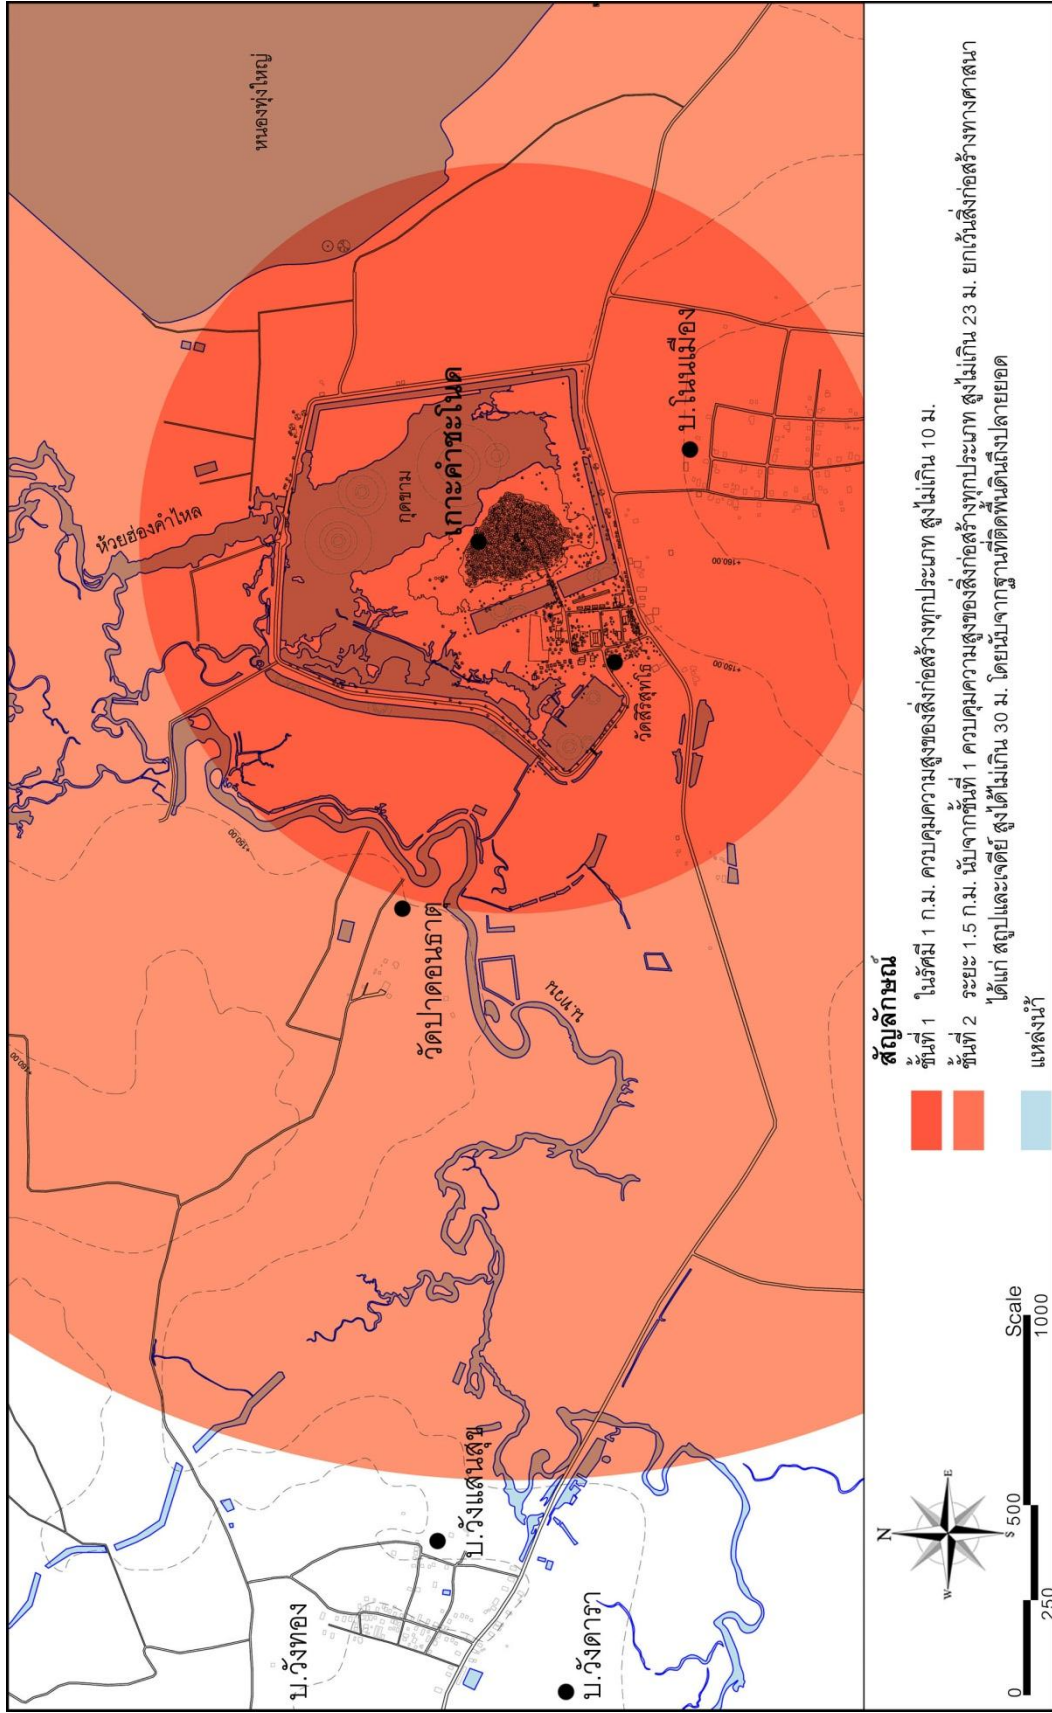 หนองทุ่งใหญ่
ห้วยฮ่องคำไหล
กุดขาม
เกาะคำชะโนด
บ.โนนเมือง
วัดสิริสุทโธ
+160.00
+150.00
+150.00
+160.00
วัดป่าดอนธาตุ
บ.วังแสนสุข
บ.วังทอง
บ.วังดารา
สัญลักษณ์
ชั้นที่ 1 ในรัศมี 1 ก.ม. ควบคุมความสูงของสิ่งก่อสร้างทุกประเภท สูงไม่เกิน 10 ม.
ชั้นที่ 2 ระยะ 1.5 ก.ม. นับจากชั้นที่ 1 ควบคุมความสูงของสิ่งก่อสร้างทุกประเภท สูงไม่เกิน 23 ม. ยกเว้นสิ่งก่อสร้างทางศาสนา
ได้แก่ สถูปและเจดีย์ สูงได้ไม่เกิน 30 ม. โดยนับจากฐานที่ติดพื้นดินถึงปลายยอด
แหล่งน้ำ
N
W
E
S
Scale
0
250
500
1000